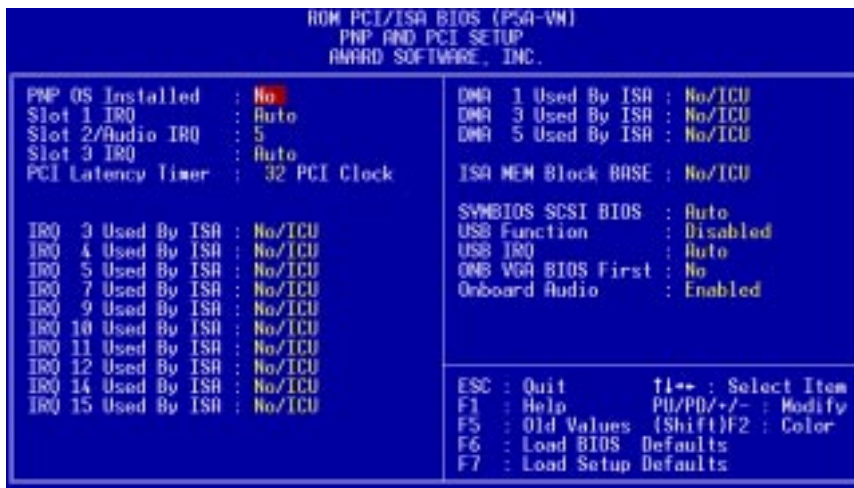 ROM PCI/ISA BIOS (P5A-VM)
PNP AND PCI SETUP
AWARD SOFTWARE, INC.
PNP OS Installed : No
Slot 1 IRQ : Auto
Slot 2/Audio IRQ : 5
Slot 3 IRQ : Auto
PCI Latency Timer : 32 PCI Clock
IRQ 3 Used By ISA : No/ICU
IRQ 4 Used By ISA : No/ICU
IRQ 5 Used By ISA : No/ICU
IRQ 7 Used By ISA : No/ICU
IRQ 9 Used By ISA : No/ICU
IRQ 10 Used By ISA : No/ICU
IRQ 11 Used By ISA : No/ICU
IRQ 12 Used By ISA : No/ICU
IRQ 14 Used By ISA : No/ICU
IRQ 15 Used By ISA : No/ICU
DMA 1 Used By ISA : No/ICU
DMA 3 Used By ISA : No/ICU
DMA 5 Used By ISA : No/ICU
ISA MEM Block BASE : No/ICU
SYMBIOS SCSI BIOS : Auto
USB Function : Disabled
USB IRQ : Auto
ONB VGA BIOS First : No
Onboard Audio : Enabled
ESC : Quit ↑↓→← : Select Item
F1 : Help PU/PD/+/- : Modify
F5 : Old Values (Shift)F2 : Color
F6 : Load BIOS Defaults
F7 : Load Setup Defaults